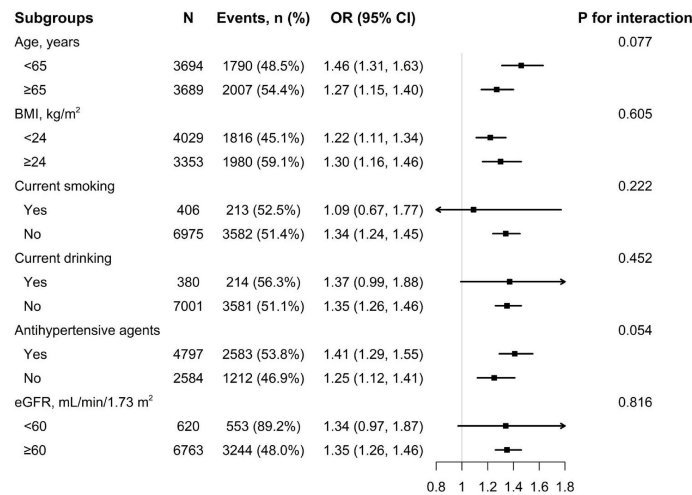 Subgroups N Events, n (%) OR (95% CI) P for interaction
Age, years 0.077
<65 3694 1790 (48.5%) 1.46 (1.31, 1.63)
≥65 3689 2007 (54.4%) 1.27 (1.15, 1.40)
BMI, kg/m² 0.605
<24 4029 1816 (45.1%) 1.22 (1.11, 1.34)
≥24 3353 1980 (59.1%) 1.30 (1.16, 1.46)
Current smoking 0.222
Yes 406 213 (52.5%) 1.09 (0.67, 1.77)
No 6975 3582 (51.4%) 1.34 (1.24, 1.45)
Current drinking 0.452
Yes 380 214 (56.3%) 1.37 (0.99, 1.88)
No 7001 3581 (51.1%) 1.35 (1.26, 1.46)
Antihypertensive agents 0.054
Yes 4797 2583 (53.8%) 1.41 (1.29, 1.55)
No 2584 1212 (46.9%) 1.25 (1.12, 1.41)
eGFR, mL/min/1.73 m² 0.816
<60 620 553 (89.2%) 1.34 (0.97, 1.87)
≥60 6763 3244 (48.0%) 1.35 (1.26, 1.46)
0.8 1 1.2 1.4 1.6 1.8